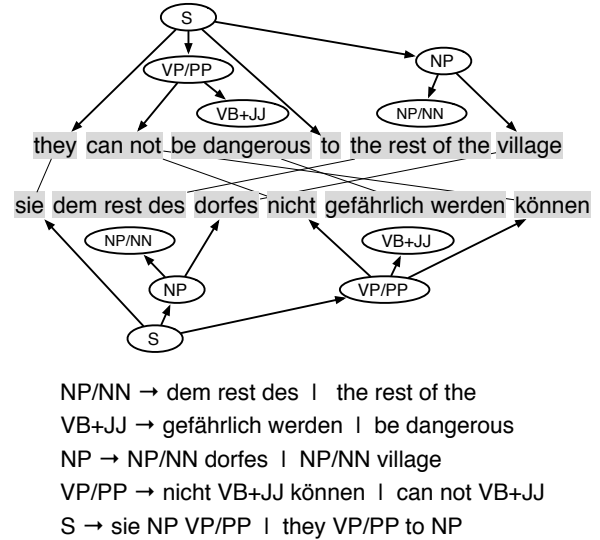 S
VP/PP NP
VB+JJ NP/NN
they can not be dangerous to the rest of the village
sie dem rest des dorfes nicht gefährlich werden können
NP/NN VB+JJ
NP VP/PP
S
NP/NN → dem rest des | the rest of the
VB+JJ → gefährlich werden | be dangerous
NP → NP/NN dorfes | NP/NN village
VP/PP → nicht VB+JJ können | can not VB+JJ
S → sie NP VP/PP | they VP/PP to NP